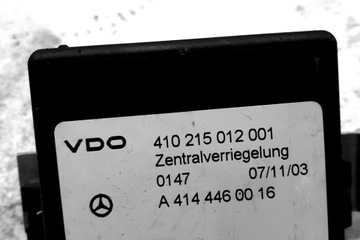 VDO 410 215 012 001
Zentralverriegelung
0147 07/11/03
A 414 446 00 16